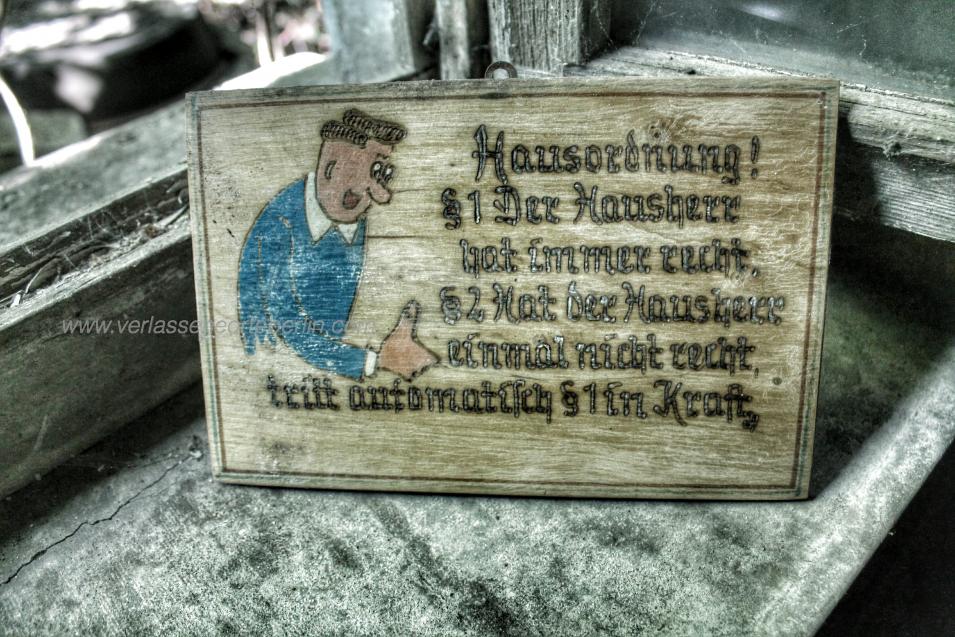 Hausordnung!
§1 Der Hausherr
hat immer recht.
§2 Hat der Hausherr
einmal nicht recht,
tritt automatisch §1 in Kraft,